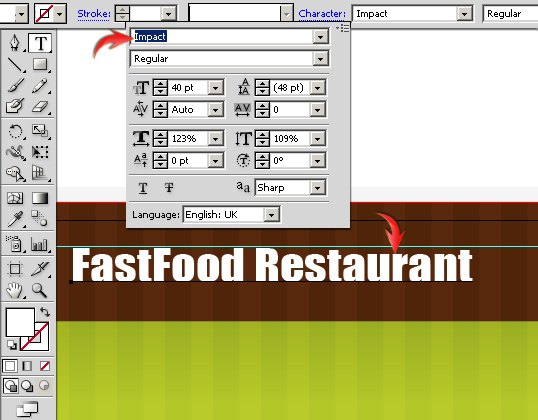 Stroke: Character: Impact Regular
Impact
Regular
40 pt (48 pt)
Auto 0
123% 109%
0 pt 0°
T T aa Sharp
Language: English: UK
FastFood Restaurant